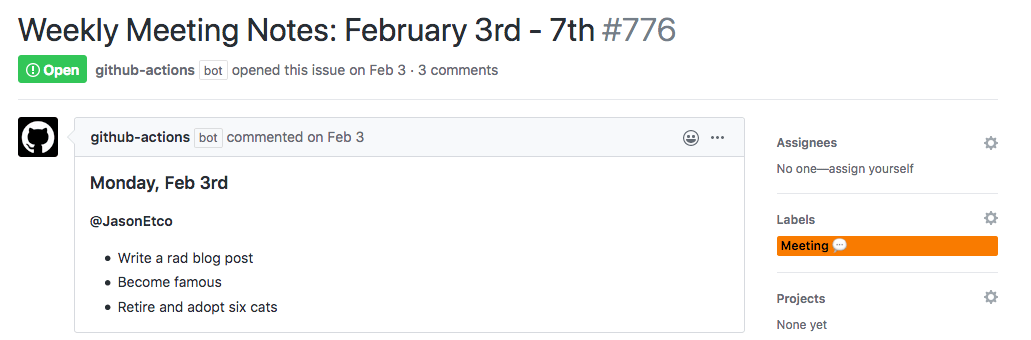 Weekly Meeting Notes: February 3rd - 7th #776
Open github-actions bot opened this issue on Feb 3 · 3 comments
github-actions bot commented on Feb 3
Monday, Feb 3rd
@JasonEtco
• Write a rad blog post
• Become famous
• Retire and adopt six cats
Assignees
No one—assign yourself
Labels
Meeting 💬
Projects
None yet